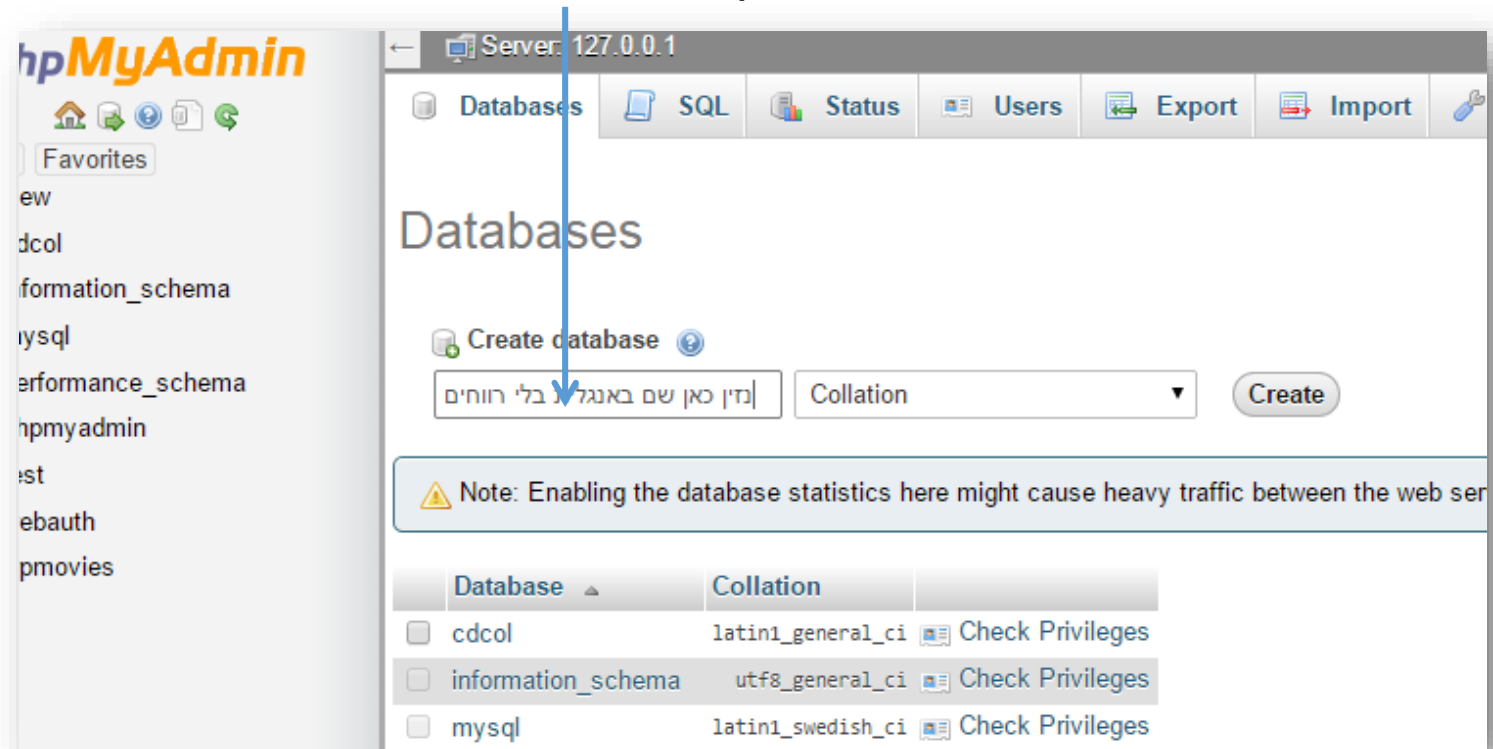 hpMyAdmin
← Server: 127.0.0.1
Databases SQL Status Users Export Import
Favorites
ew
dcol
formation_schema
ysql
erformance_schema
hpmyadmin
est
ebauth
pmovies
Databases
Create database
נזין כאן שם באנגלית בלי רווחים
Collation
Create
Note: Enabling the database statistics here might cause heavy traffic between the web ser
Database Collation
cdcol latin1_general_ci Check Privileges
information_schema utf8_general_ci Check Privileges
mysql latin1_swedish_ci Check Privileges